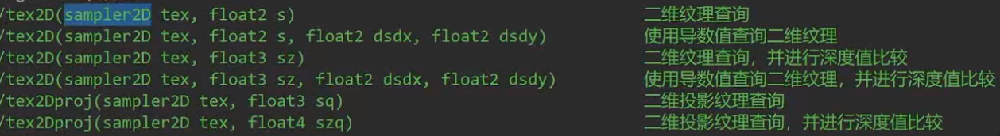 /tex2D(sampler2D tex, float2 s) 二维纹理查询
/tex2D(sampler2D tex, float2 s, float2 dsdx, float2 dsdy) 使用导数值查询二维纹理
/tex2D(sampler2D tex, float3 sz) 二维纹理查询，并进行深度值比较
/tex2D(sampler2D tex, float3 sz, float2 dsdx, float2 dsdy) 使用导数值查询二维纹理，并进行深度值比较
/tex2Dproj(sampler2D tex, float3 sq) 二维投影纹理查询
/tex2Dproj(sampler2D tex, float4 szq) 二维投影纹理查询，并进行深度值比较